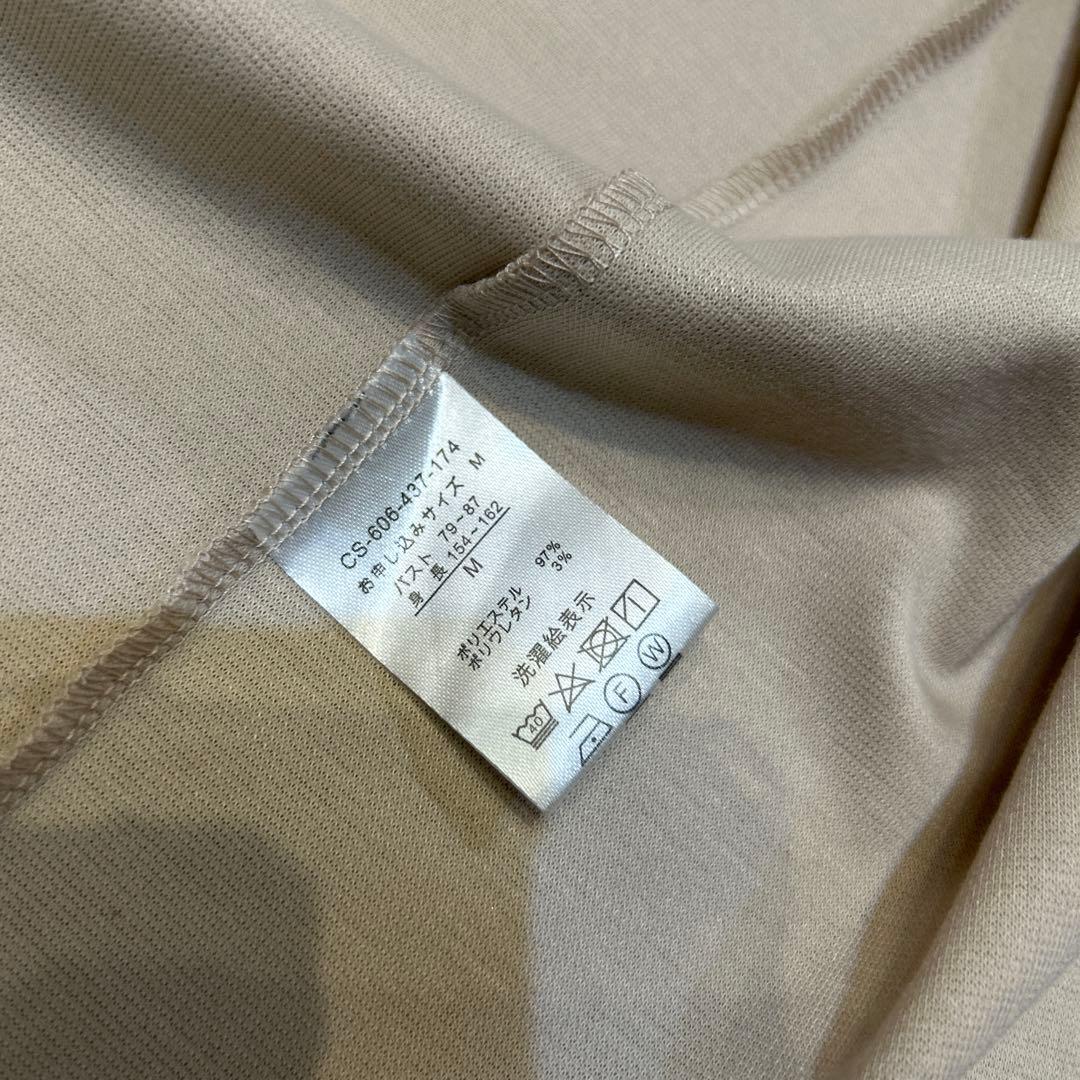 CS-606-437-174
お申し込みサイズ M
バスト 79~87
身 長 154~162
M
ポリエステル 97%
ポリウレタン 3%
洗濯絵表示
40
F W